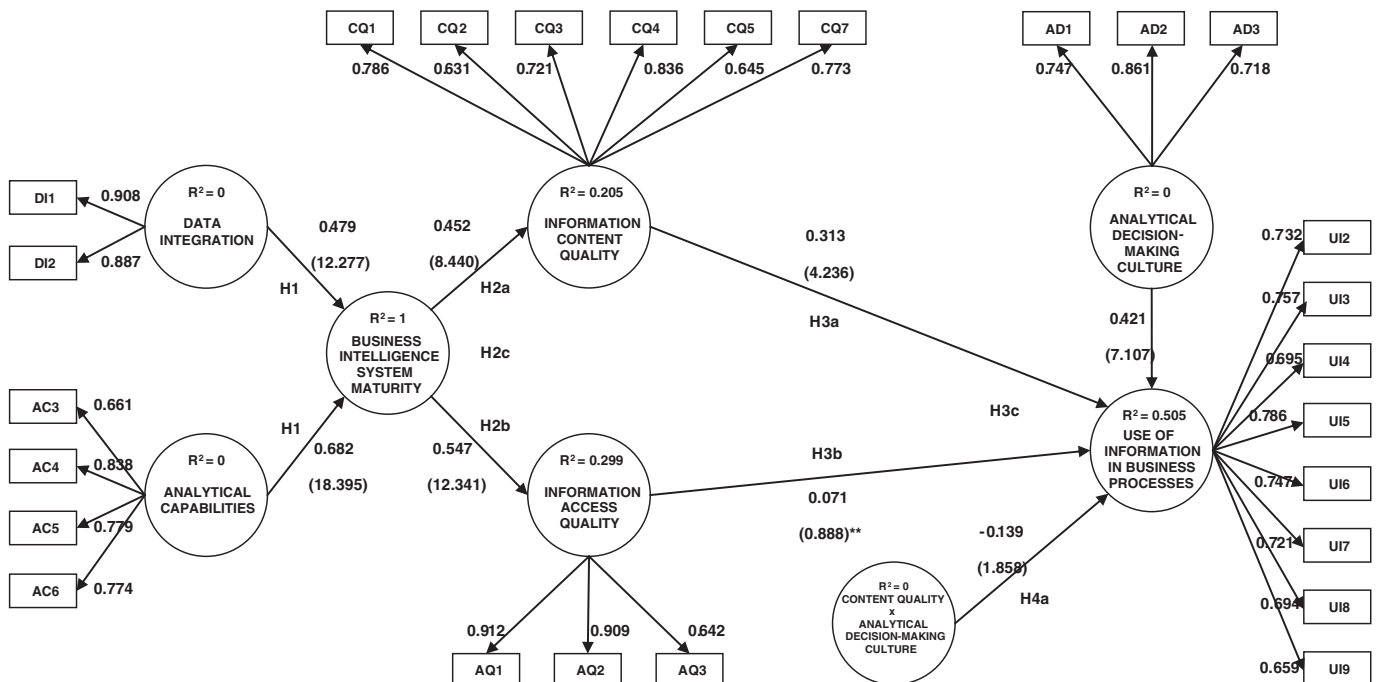 CQ1 CQ2 CQ3 CQ4 CQ5 CQ7
0.786 0.631 0.721 0.836 0.645 0.773
AD1 AD2 AD3
0.747 0.861 0.718
DI1
0.908
DI2
0.887
R² = 0
DATA
INTEGRATION
0.479
(12.277)
H1
0.452
(8.440)
H2a
R² = 0.205
INFORMATION
CONTENT
QUALITY
0.313
(4.236)
H3a
R² = 0
ANALYTICAL
DECISION-
MAKING
CULTURE
0.421
(7.107)
R² = 1
BUSINESS
INTELLIGENCE
SYSTEM
MATURITY
H2c
AC3
0.661
AC4
0.838
AC5
0.779
AC6
0.774
R² = 0
ANALYTICAL
CAPABILITIES
H1
0.682
(18.395)
H2b
0.547
(12.341)
R² = 0.299
INFORMATION
ACCESS
QUALITY
0.912 0.909 0.642
AQ1 AQ2 AQ3
H3c
H3b
0.071
(0.888)**
R² = 0.505
USE OF
INFORMATION
IN BUSINESS
PROCESSES
-0.139
(1.858)
H4a
R² = 0
CONTENT QUALITY
x
ANALYTICAL
DECISION-MAKING
CULTURE
0.732 UI2
0.757 UI3
0.695 UI4
0.786 UI5
0.747 UI6
0.721 UI7
0.694 UI8
0.659 UI9